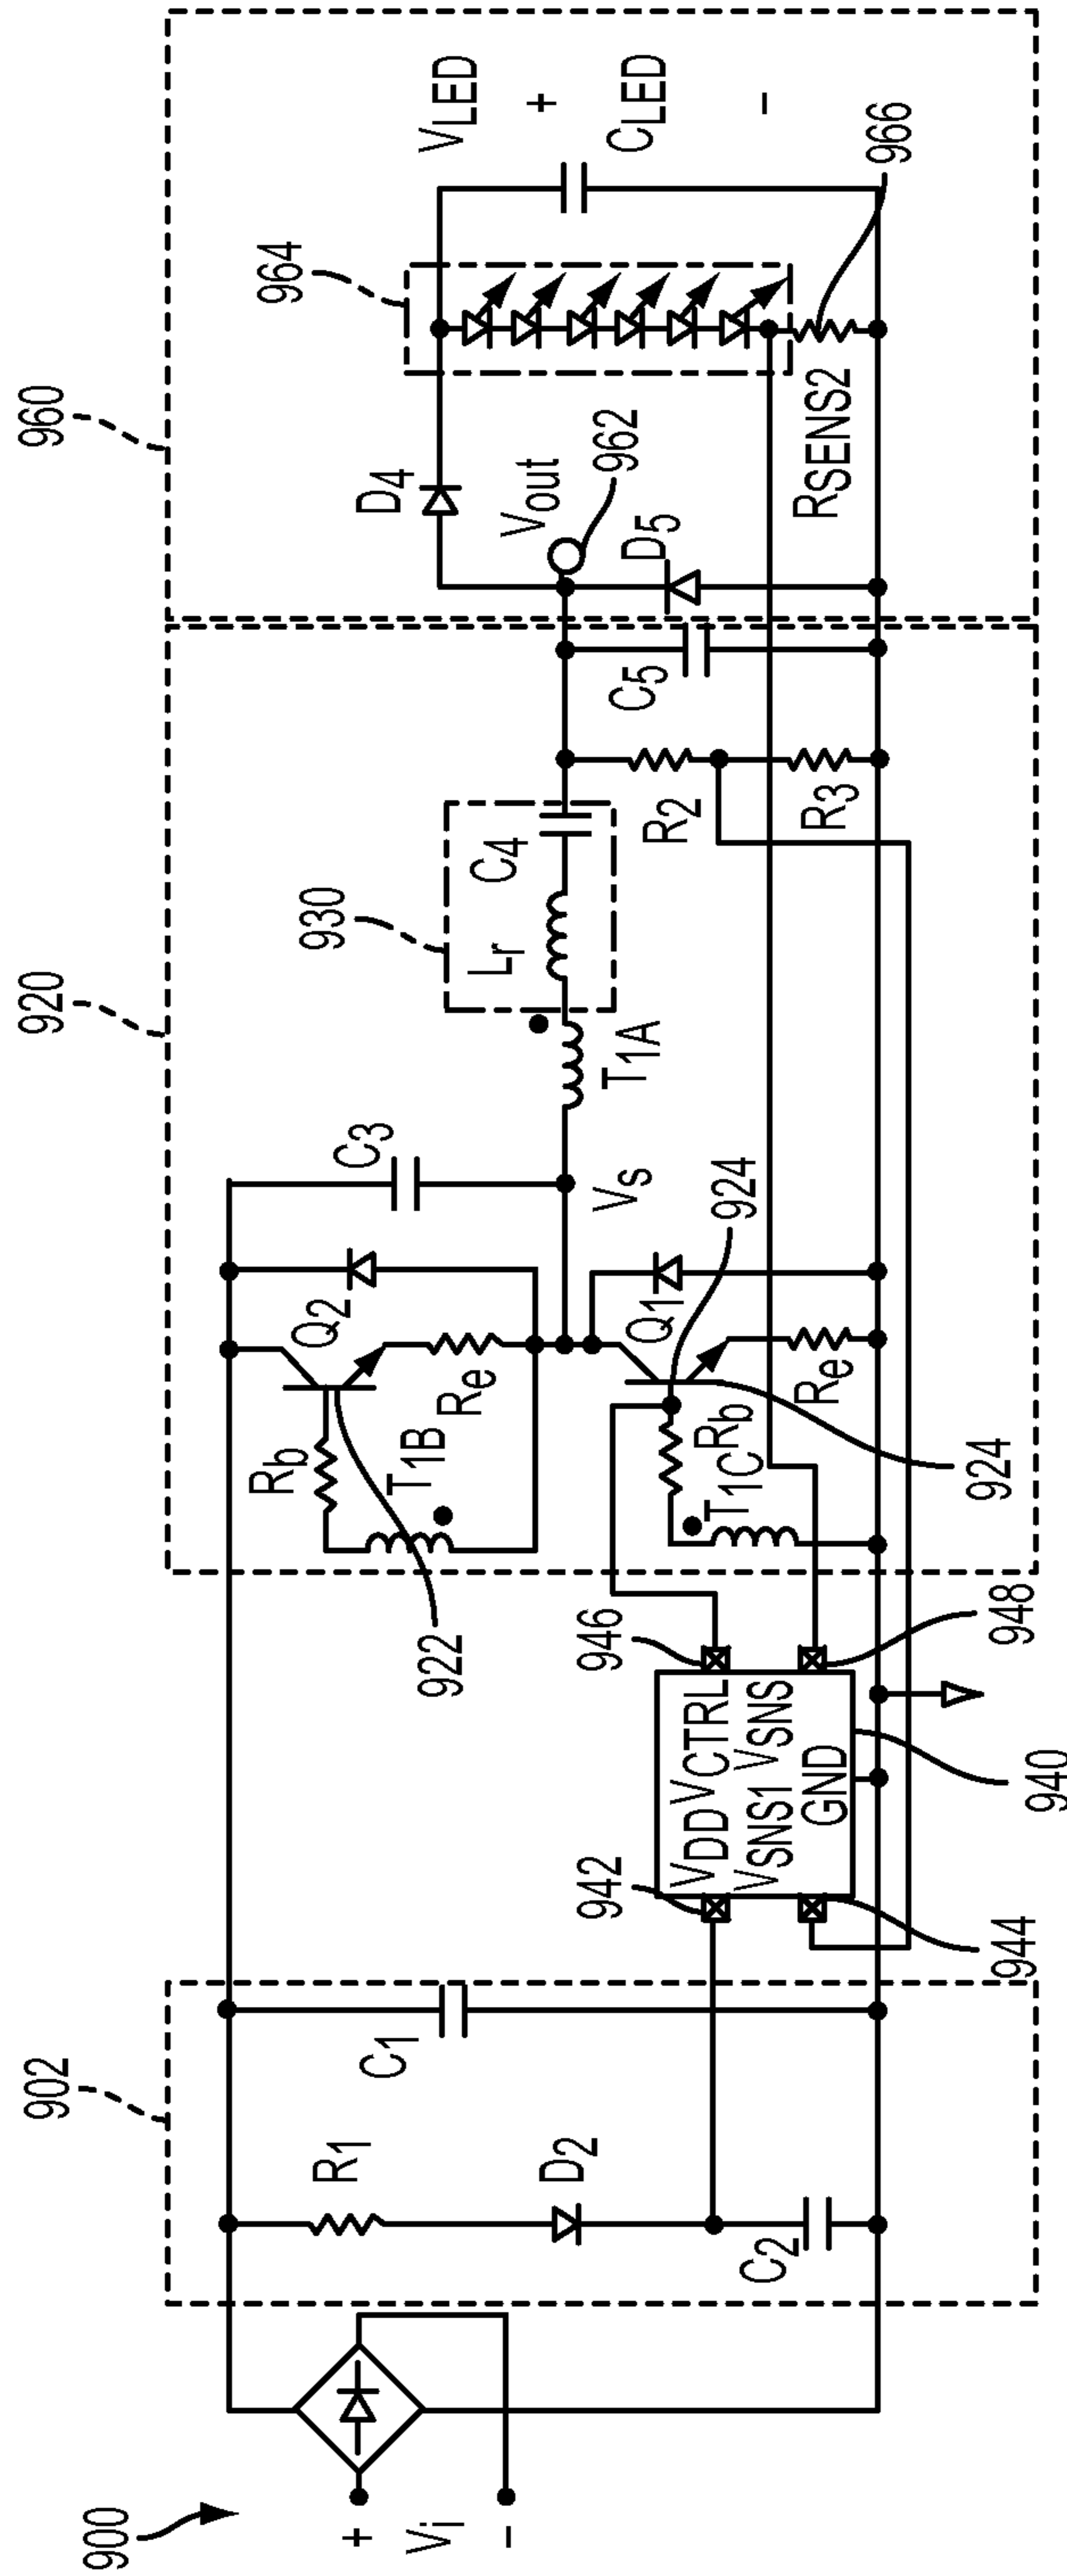 900
+
Vi
−
902
R1
D2
C2
C1
942
944
VDD VCTRL
VSNS1 VSNS
GND
940
946
948
920
922
Rb
T1B
Q2
Re
T1C
Rb
Q1
Re
924
924
C3
Vs
T1A
930
Lr
C4
R2
R3
C5
960
D4
Vout
962
D5
964
RSENS2
966
VLED
+
CLED
−